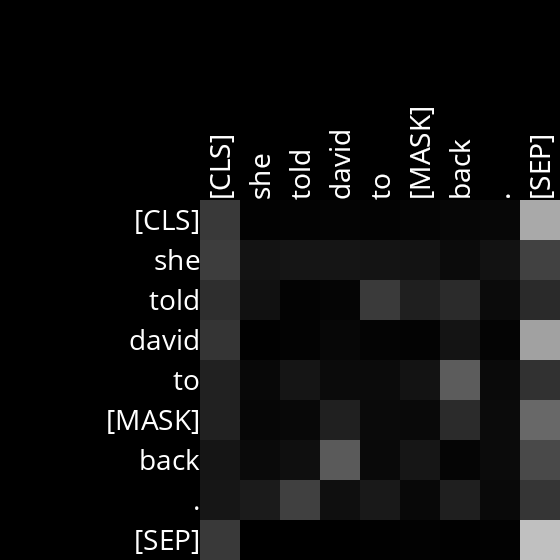 [CLS] she told david to [MASK] back . [SEP]
[CLS]
she
told
david
to
[MASK]
back
.
[SEP]